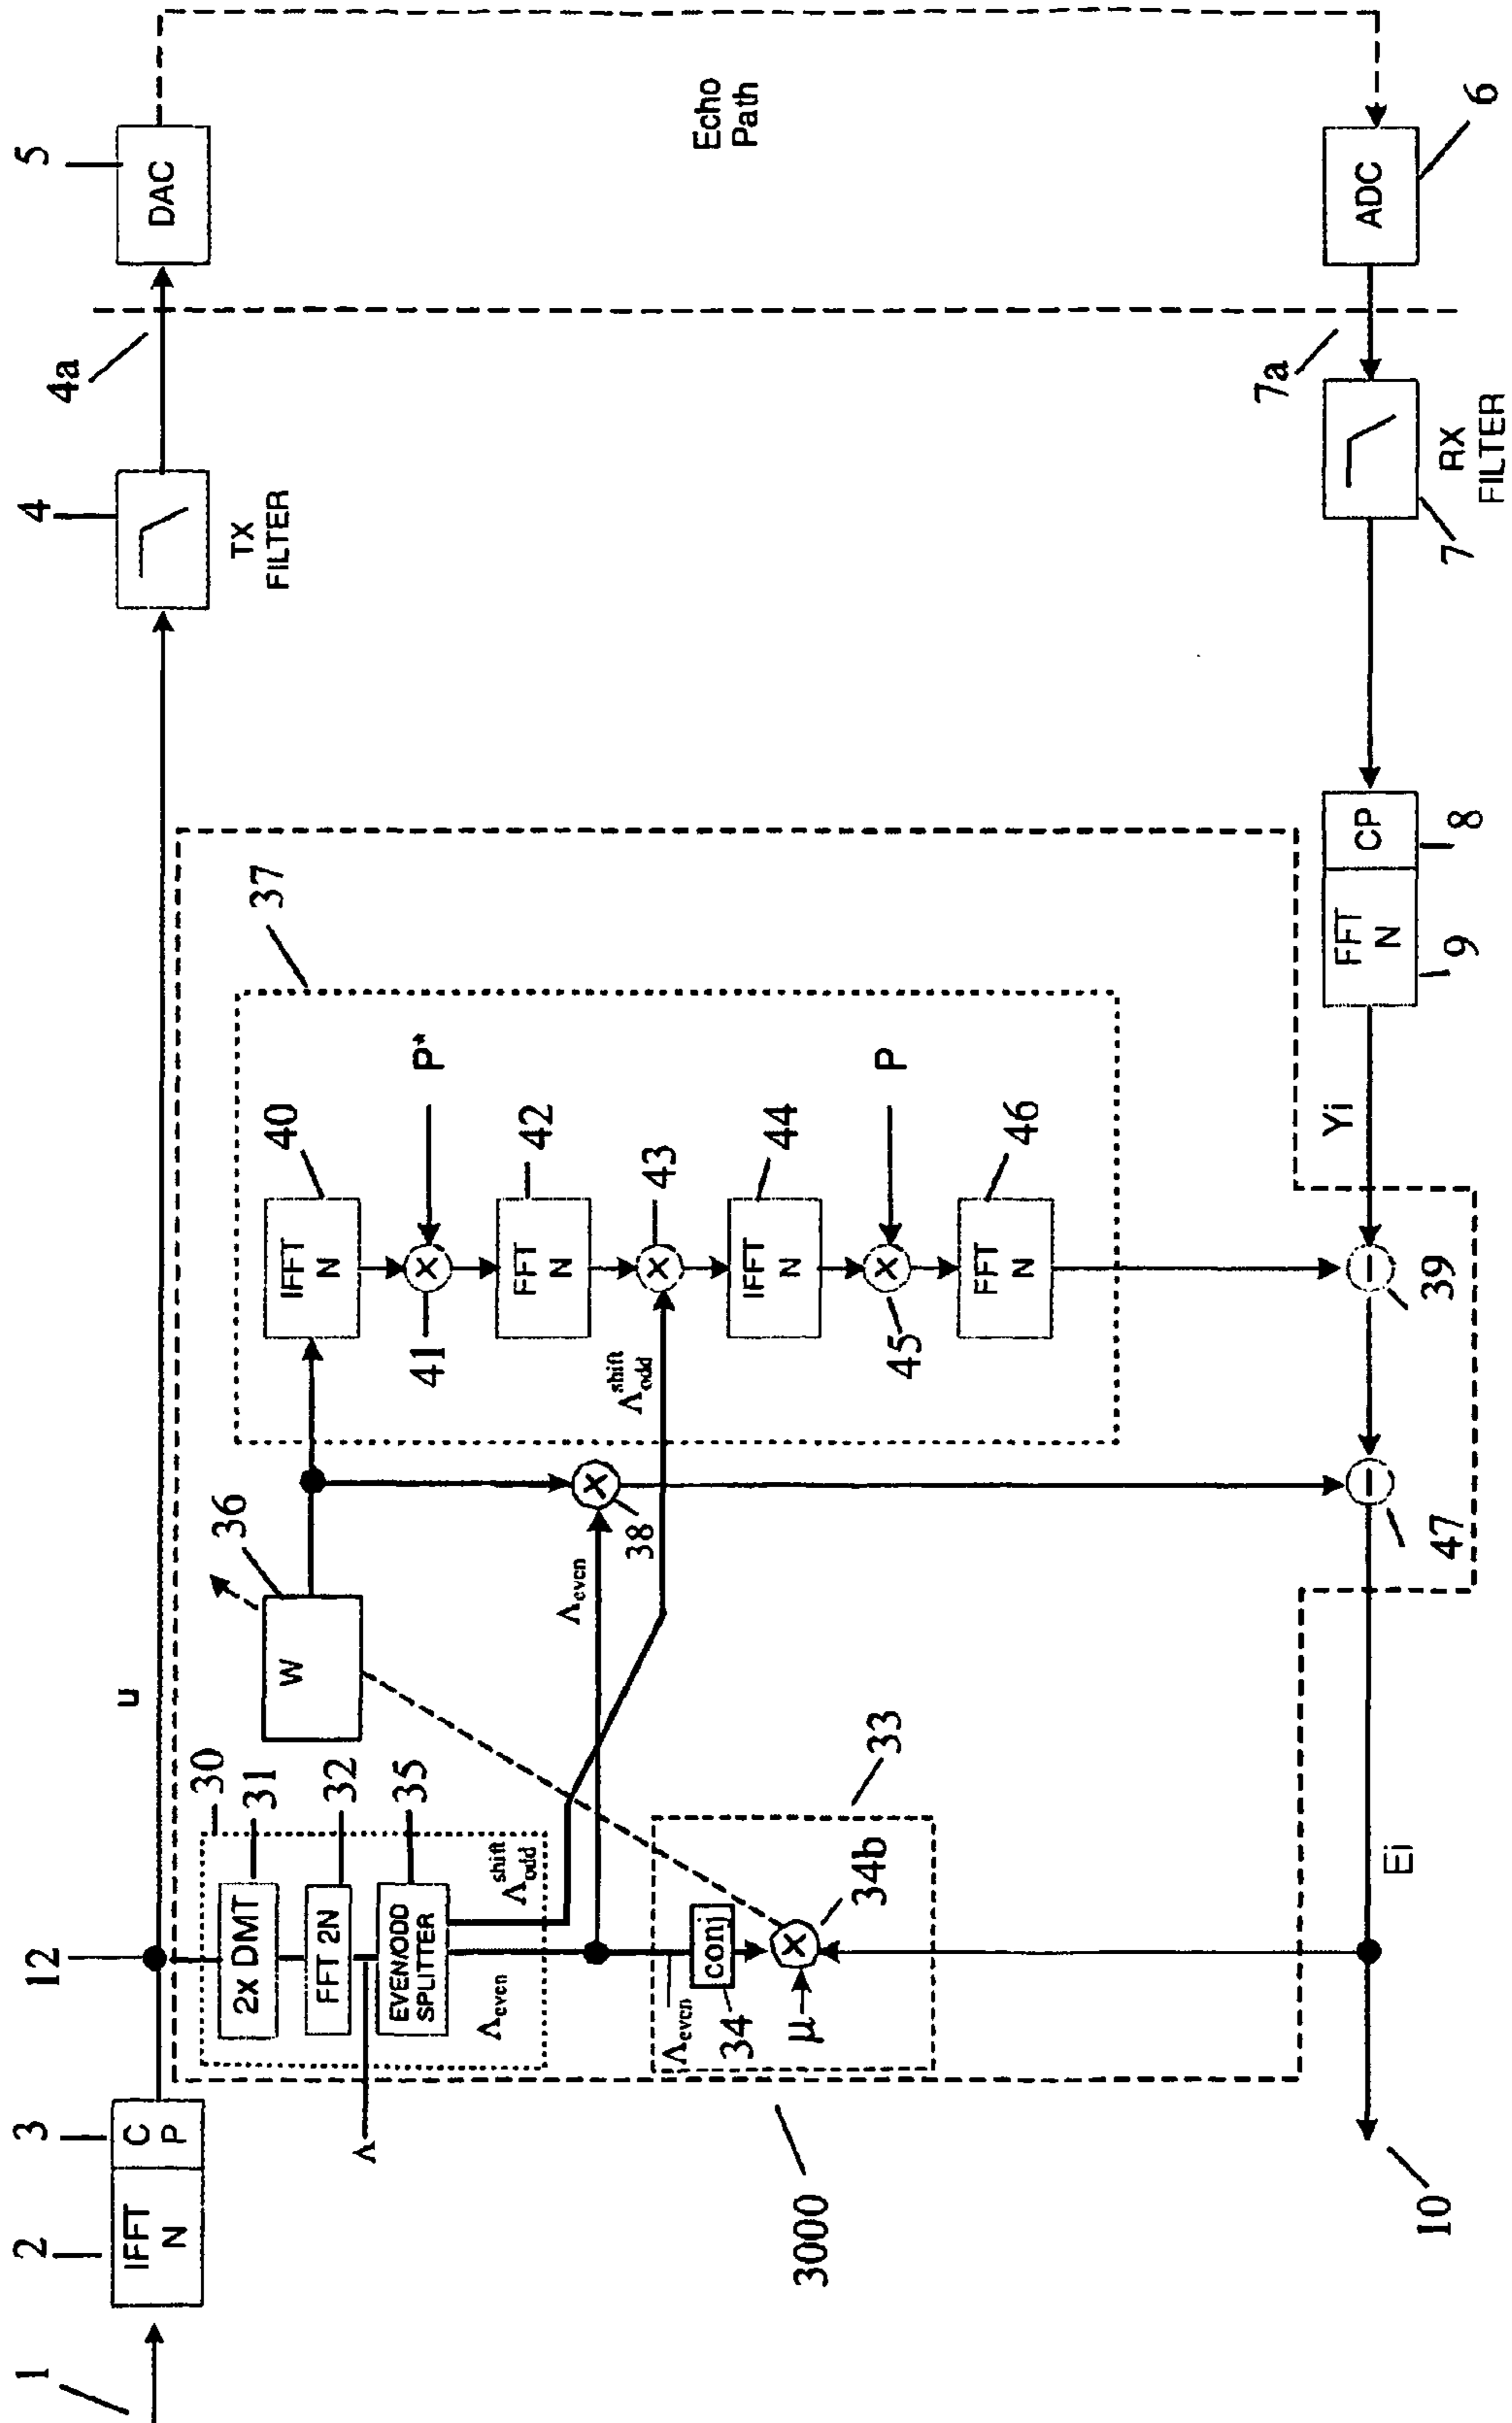 1
2
IFFT
N
3
C
P
12
u
4
TX
FILTER
4a
5
DAC
Echo
Path
30
31
2X DMT
32
FFT 2N
35
EVEN/ODD
SPLITTER
Λ
Λeven
Λ shift odd
36
W
Λeven
38
Λ shift odd
37
40
IFFT
N
41
P*
42
FFT
N
43
44
IFFT
N
45
P
46
FFT
N
33
Λeven
conj
34
34b
μ
3000
10
Ei
47
39
Yi
FFT
N
9
CP
8
7
RX
FILTER
7a
ADC
6